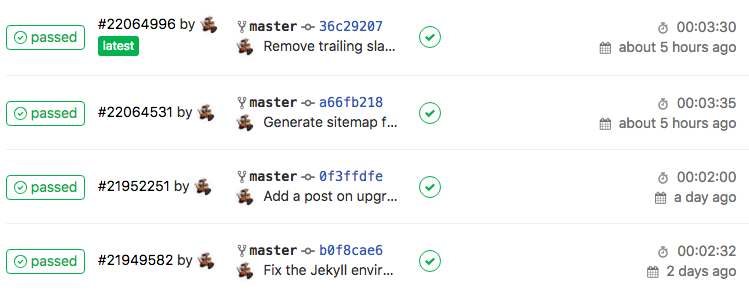 passed #22064996 by master 36c29207 00:03:30
latest Remove trailing sla... about 5 hours ago
passed #22064531 by master a66fb218 00:03:35
Generate sitemap f... about 5 hours ago
passed #21952251 by master 0f3ffdfe 00:02:00
Add a post on upgr... a day ago
passed #21949582 by master b0f8cae6 00:02:32
Fix the Jekyll envir... 2 days ago